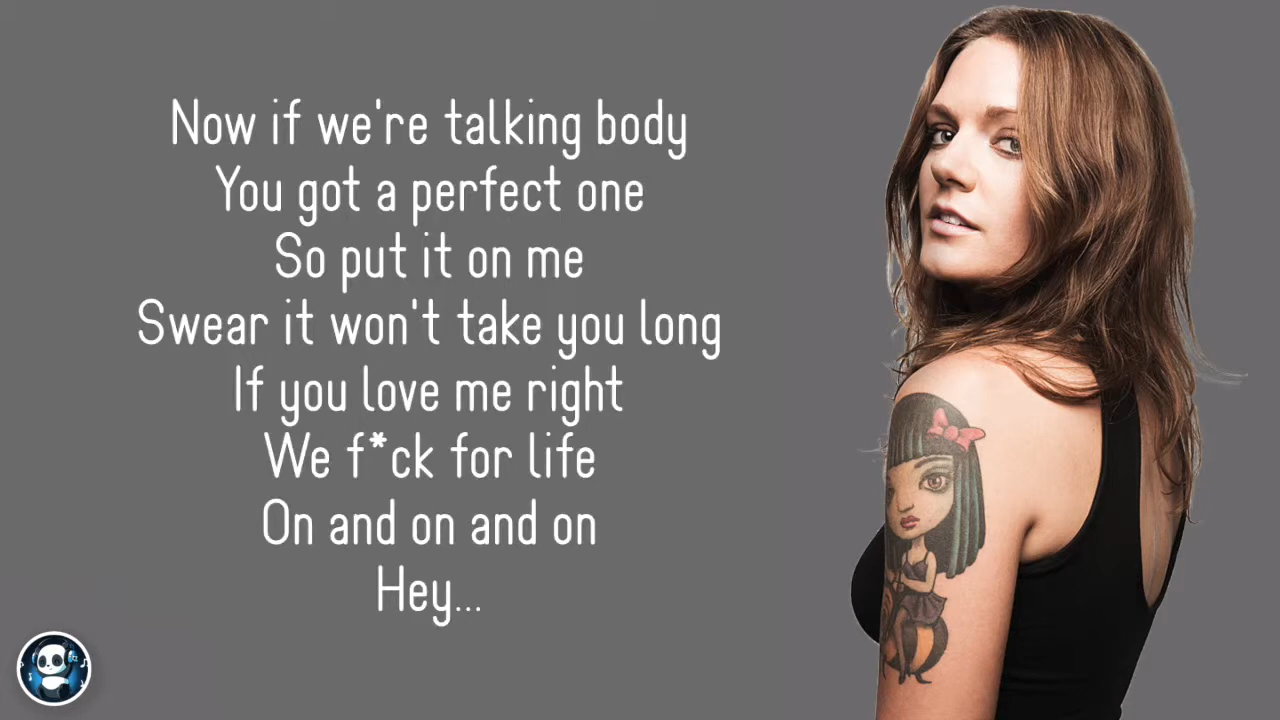 Now if we're talking body
You got a perfect one
So put it on me
Swear it won't take you long
If you love me right
We f*ck for life
On and on and on
Hey...